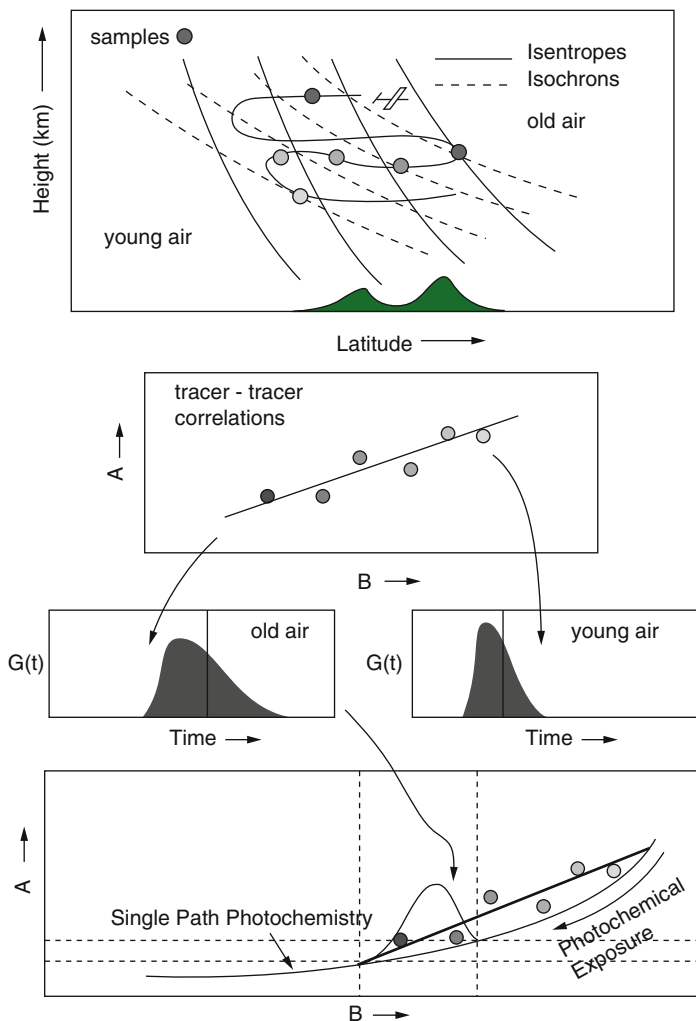 samples
Isentropes
Isochrons
old air
Height (km)
young air
Latitude
tracer - tracer
correlations
A
B
old air
G(t)
Time
young air
G(t)
Time
A
Single Path Photochemistry
Photochemical
Exposure
B